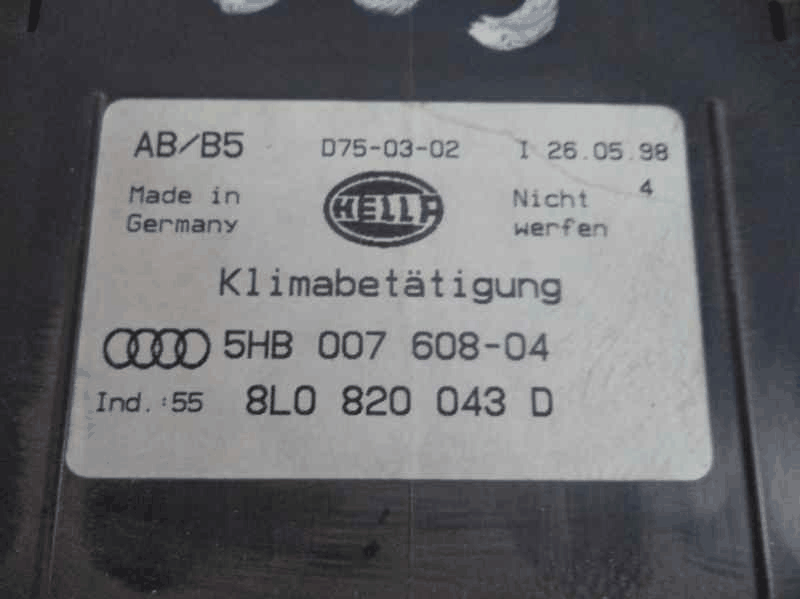 AB/B5 D75-03-02 I 26.05.98
Made in Germany HELLA Nicht werfen 4
Klimabetätigung
5HB 007 608-04
Ind.:55 8L0 820 043 D